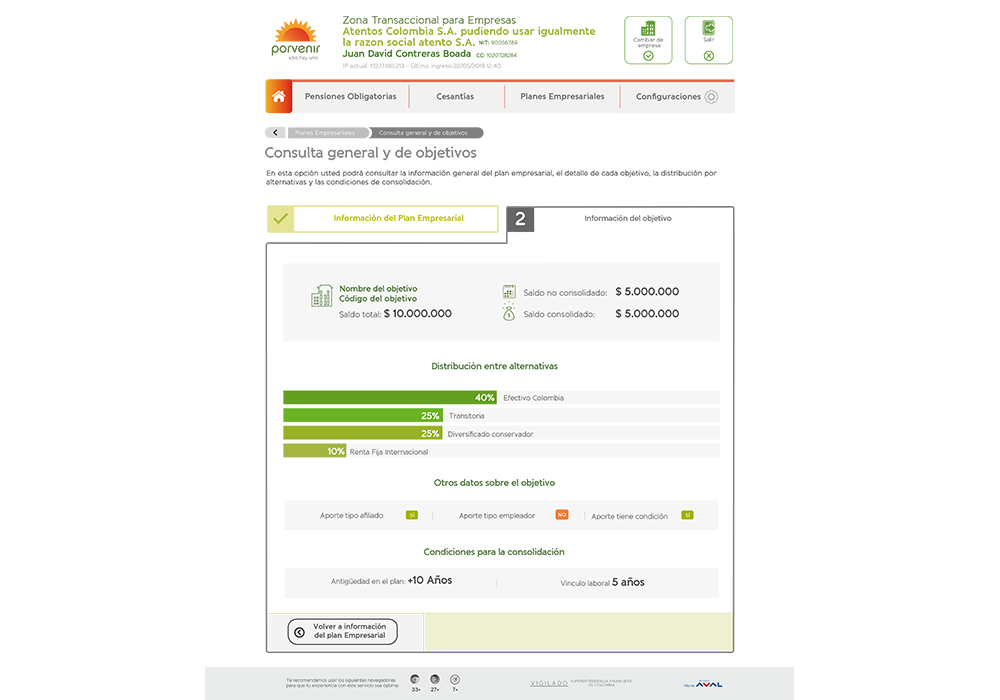 porvenir
sólo hay uno
Zona Transaccional para Empresas
Atentos Colombia S.A. pudiendo usar igualmente
la razon social atento S.A. NIT: 90056789
Juan David Contreras Boada CC: 1020728284
IP actual: 172.17.180.213 - Último ingreso: 22/05/2019 12:40
Cambiar de
empresa
Salir
Pensiones Obligatorias
Cesantías
Planes Empresariales
Configuraciones
Planes Empresariales
Consulta general y de objetivos
Consulta general y de objetivos
En esta opción usted podrá consultar la información general del plan empresarial, el detalle de cada objetivo, la distribución por
alternativas y las condiciones de consolidación.
Información del Plan Empresarial
2 Información del objetivo
Nombre del objetivo
Código del objetivo
Saldo total: $ 10.000.000
Saldo no consolidado: $ 5.000.000
Saldo consolidado: $ 5.000.000
Distribución entre alternativas
40% Efectivo Colombia
25% Transitoria
25% Diversificado conservador
10% Renta Fija Internacional
Otros datos sobre el objetivo
Aporte tipo afiliado SÍ
Aporte tipo empleador NO
Aporte tiene condición SÍ
Condiciones para la consolidación
Antigüedad en el plan: +10 Años
Vinculo laboral 5 años
Volver a información
del plan Empresarial
Te recomendamos usar los siguientes navegadores
para que tu experiencia con este servicio sea óptima:
33+
27+
7+
VIGILADO SUPERINTENDENCIA FINANCIERA
DE COLOMBIA
AVAL